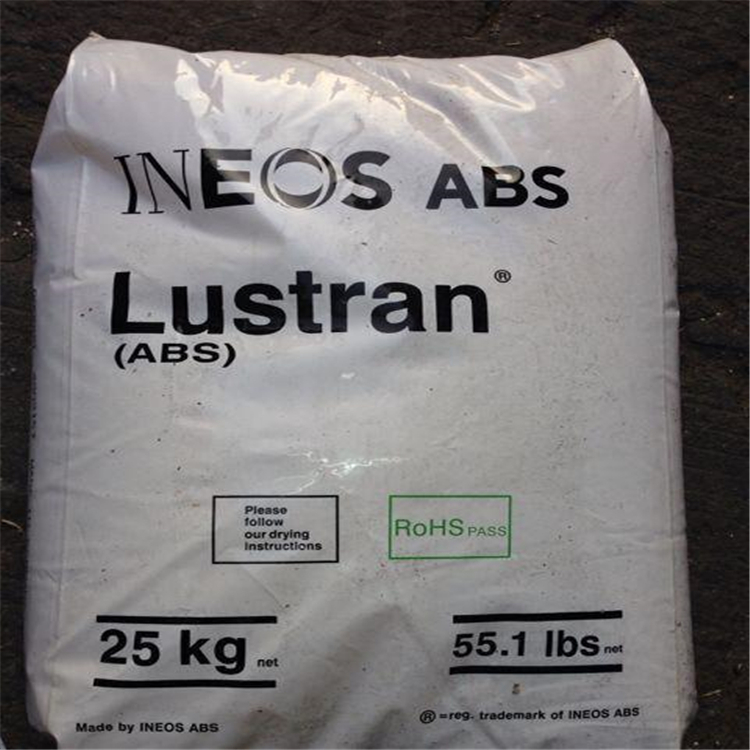 INEOS ABS
Lustran®
(ABS)
Please
follow
our drying
instructions
RoHS PASS
25 kg net
55.1 lbs net
Made by INEOS ABS
® =reg. trademark of INEOS ABS